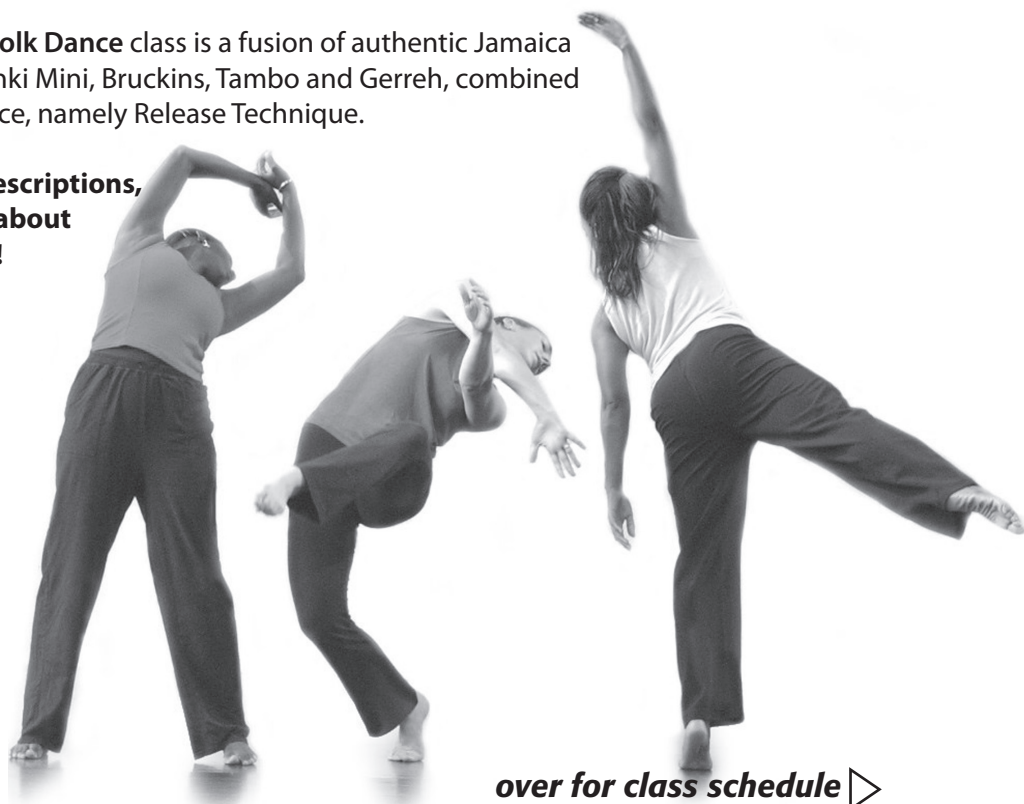 olk Dance class is a fusion of authentic Jamaica
nki Mini, Bruckins, Tambo and Gerreh, combined
ce, namely Release Technique.
escriptions,
about
!
over for class schedule